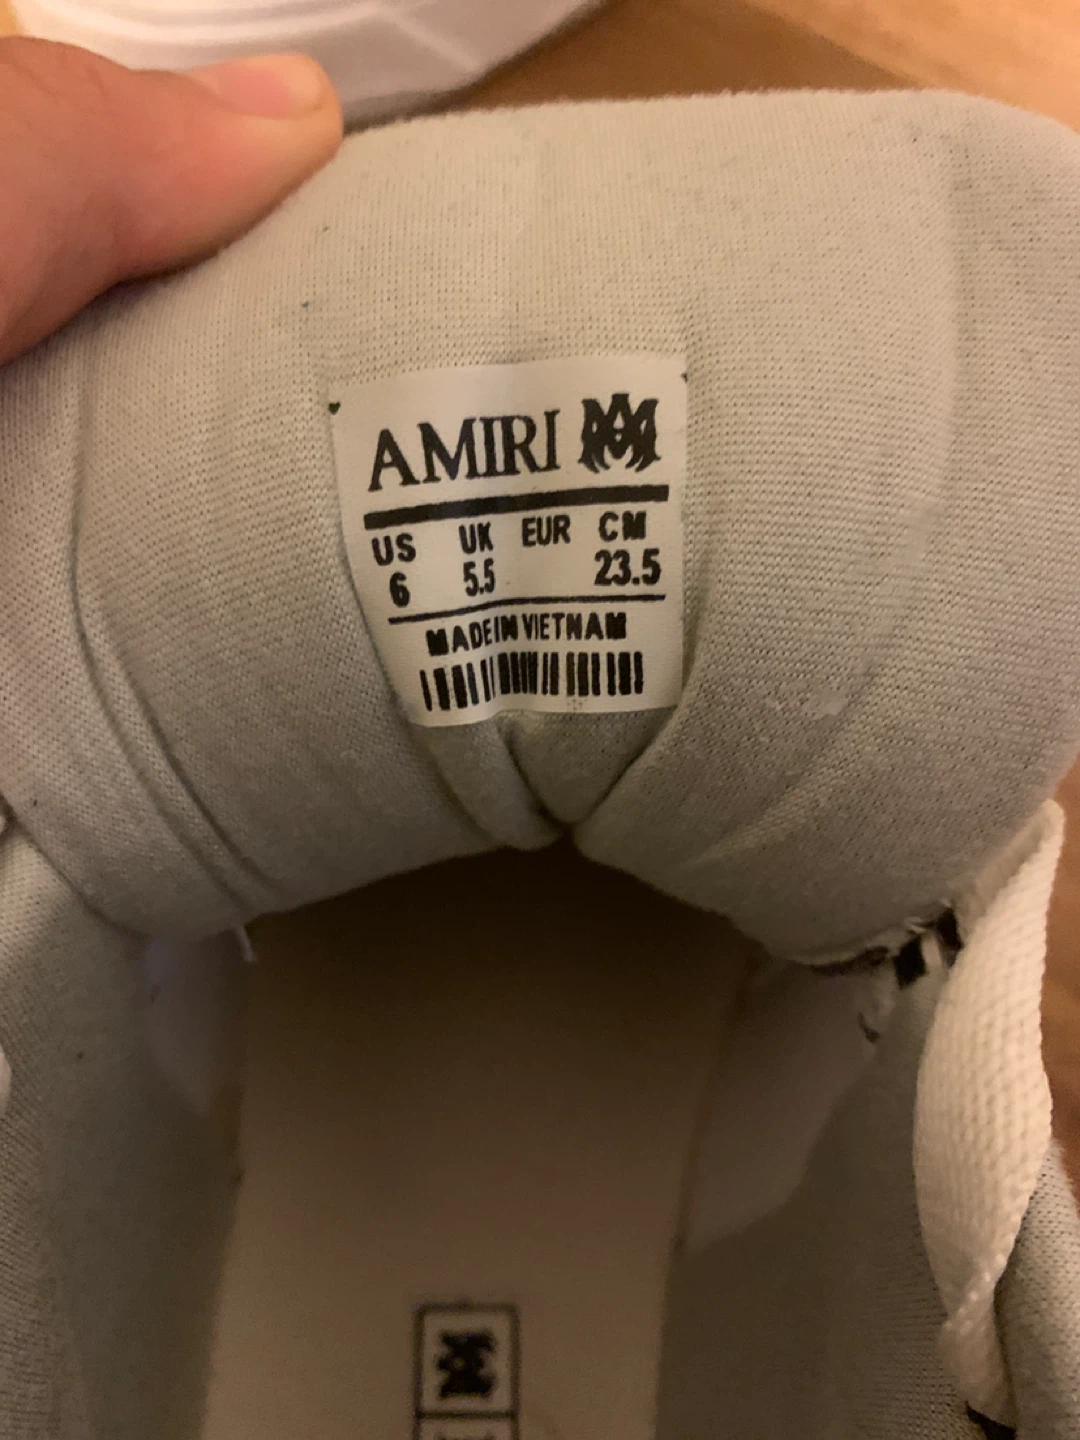 AMIRI
US UK EUR CM
6 5.5 23.5
MADE IN VIETNAM